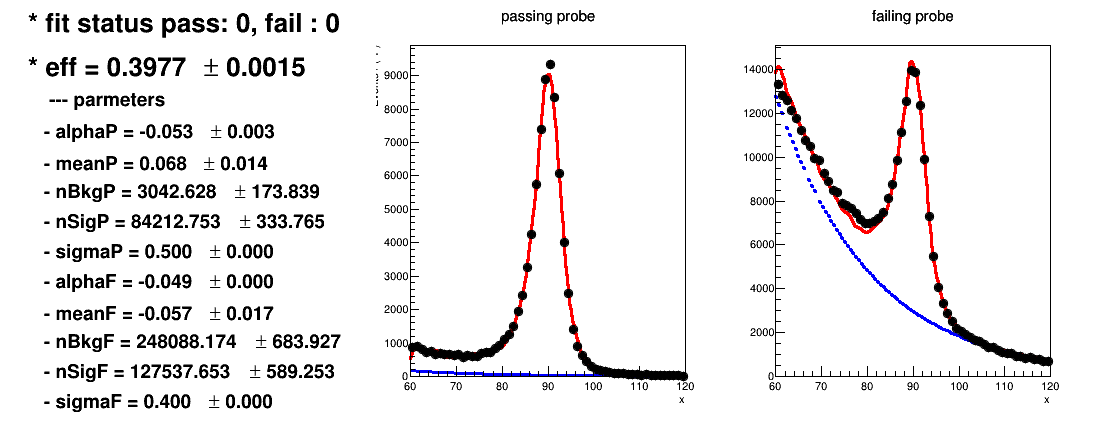 * fit status pass: 0, fail : 0
* eff = 0.3977 ± 0.0015
--- parmeters
- alphaP = -0.053 ± 0.003
- meanP = 0.068 ± 0.014
- nBkgP = 3042.628 ± 173.839
- nSigP = 84212.753 ± 333.765
- sigmaP = 0.500 ± 0.000
- alphaF = -0.049 ± 0.000
- meanF = -0.057 ± 0.017
- nBkgF = 248088.174 ± 683.927
- nSigF = 127537.653 ± 589.253
- sigmaF = 0.400 ± 0.000
passing probe
9000
8000
7000
6000
5000
4000
3000
2000
1000
0
60 70 80 90 100 110 120
x
failing probe
14000
12000
10000
8000
6000
4000
2000
0
60 70 80 90 100 110 120
x